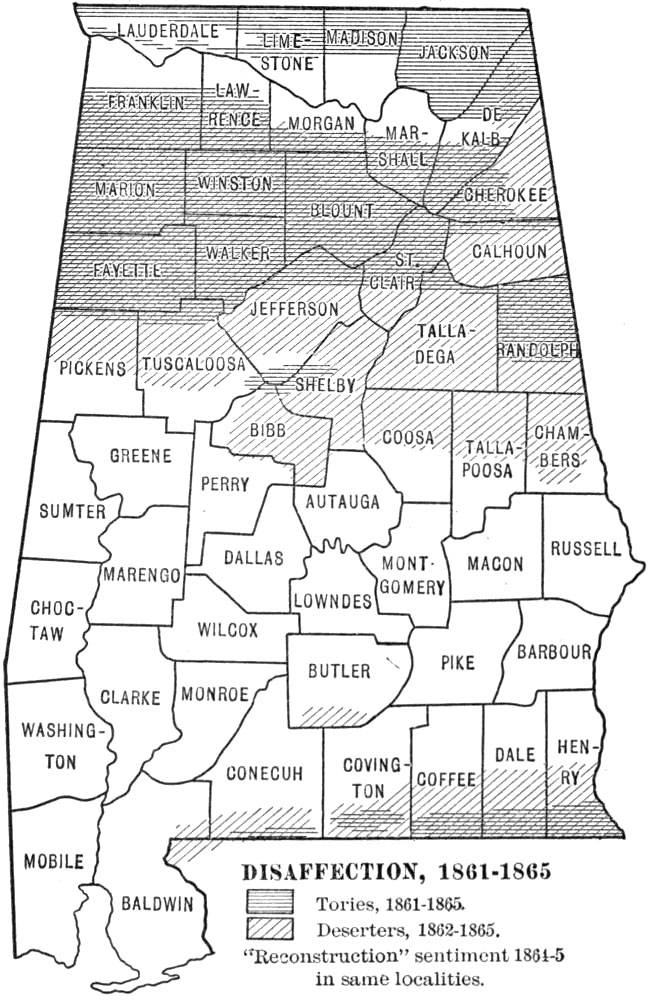 LAUDERDALE
LIME-
STONE
MADISON
JACKSON
FRANKLIN
LAW-
RENCE
MORGAN
MAR-
SHALL
DE
KALB
CHEROKEE
MARION
WINSTON
BLOUNT
WALKER
FAYETTE
ST.
CLAIR
CALHOUN
JEFFERSON
PICKENS
TUSCALOOSA
SHELBY
TALLA-
DEGA
RANDOLPH
BIBB
COOSA
TALLA-
POOSA
CHAM-
BERS
GREENE
PERRY
AUTAUGA
SUMTER
MARENGO
DALLAS
LOWNDES
MONT-
GOMERY
MACON
RUSSELL
CHOC-
TAW
WILCOX
BUTLER
PIKE
BARBOUR
CLARKE
MONROE
WASHING-
TON
CONECUH
COVING-
TON
COFFEE
DALE
HEN-
RY
MOBILE
BALDWIN
DISAFFECTION, 1861-1865
Tories, 1861-1865.
Deserters, 1862-1865.
"Reconstruction" sentiment 1864-5
in same localities.